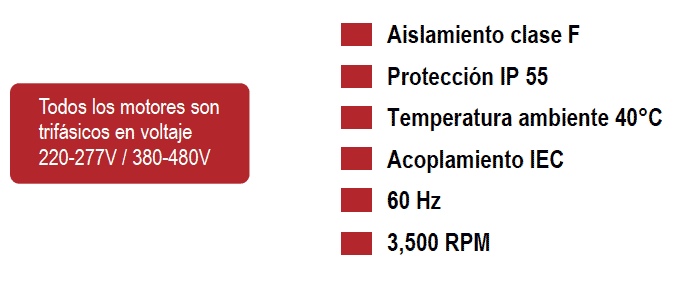 Todos los motores son
trifásicos en voltaje
220-277V / 380-480V
Aislamiento clase F
Protección IP 55
Temperatura ambiente 40°C
Acoplamiento IEC
60 Hz
3,500 RPM